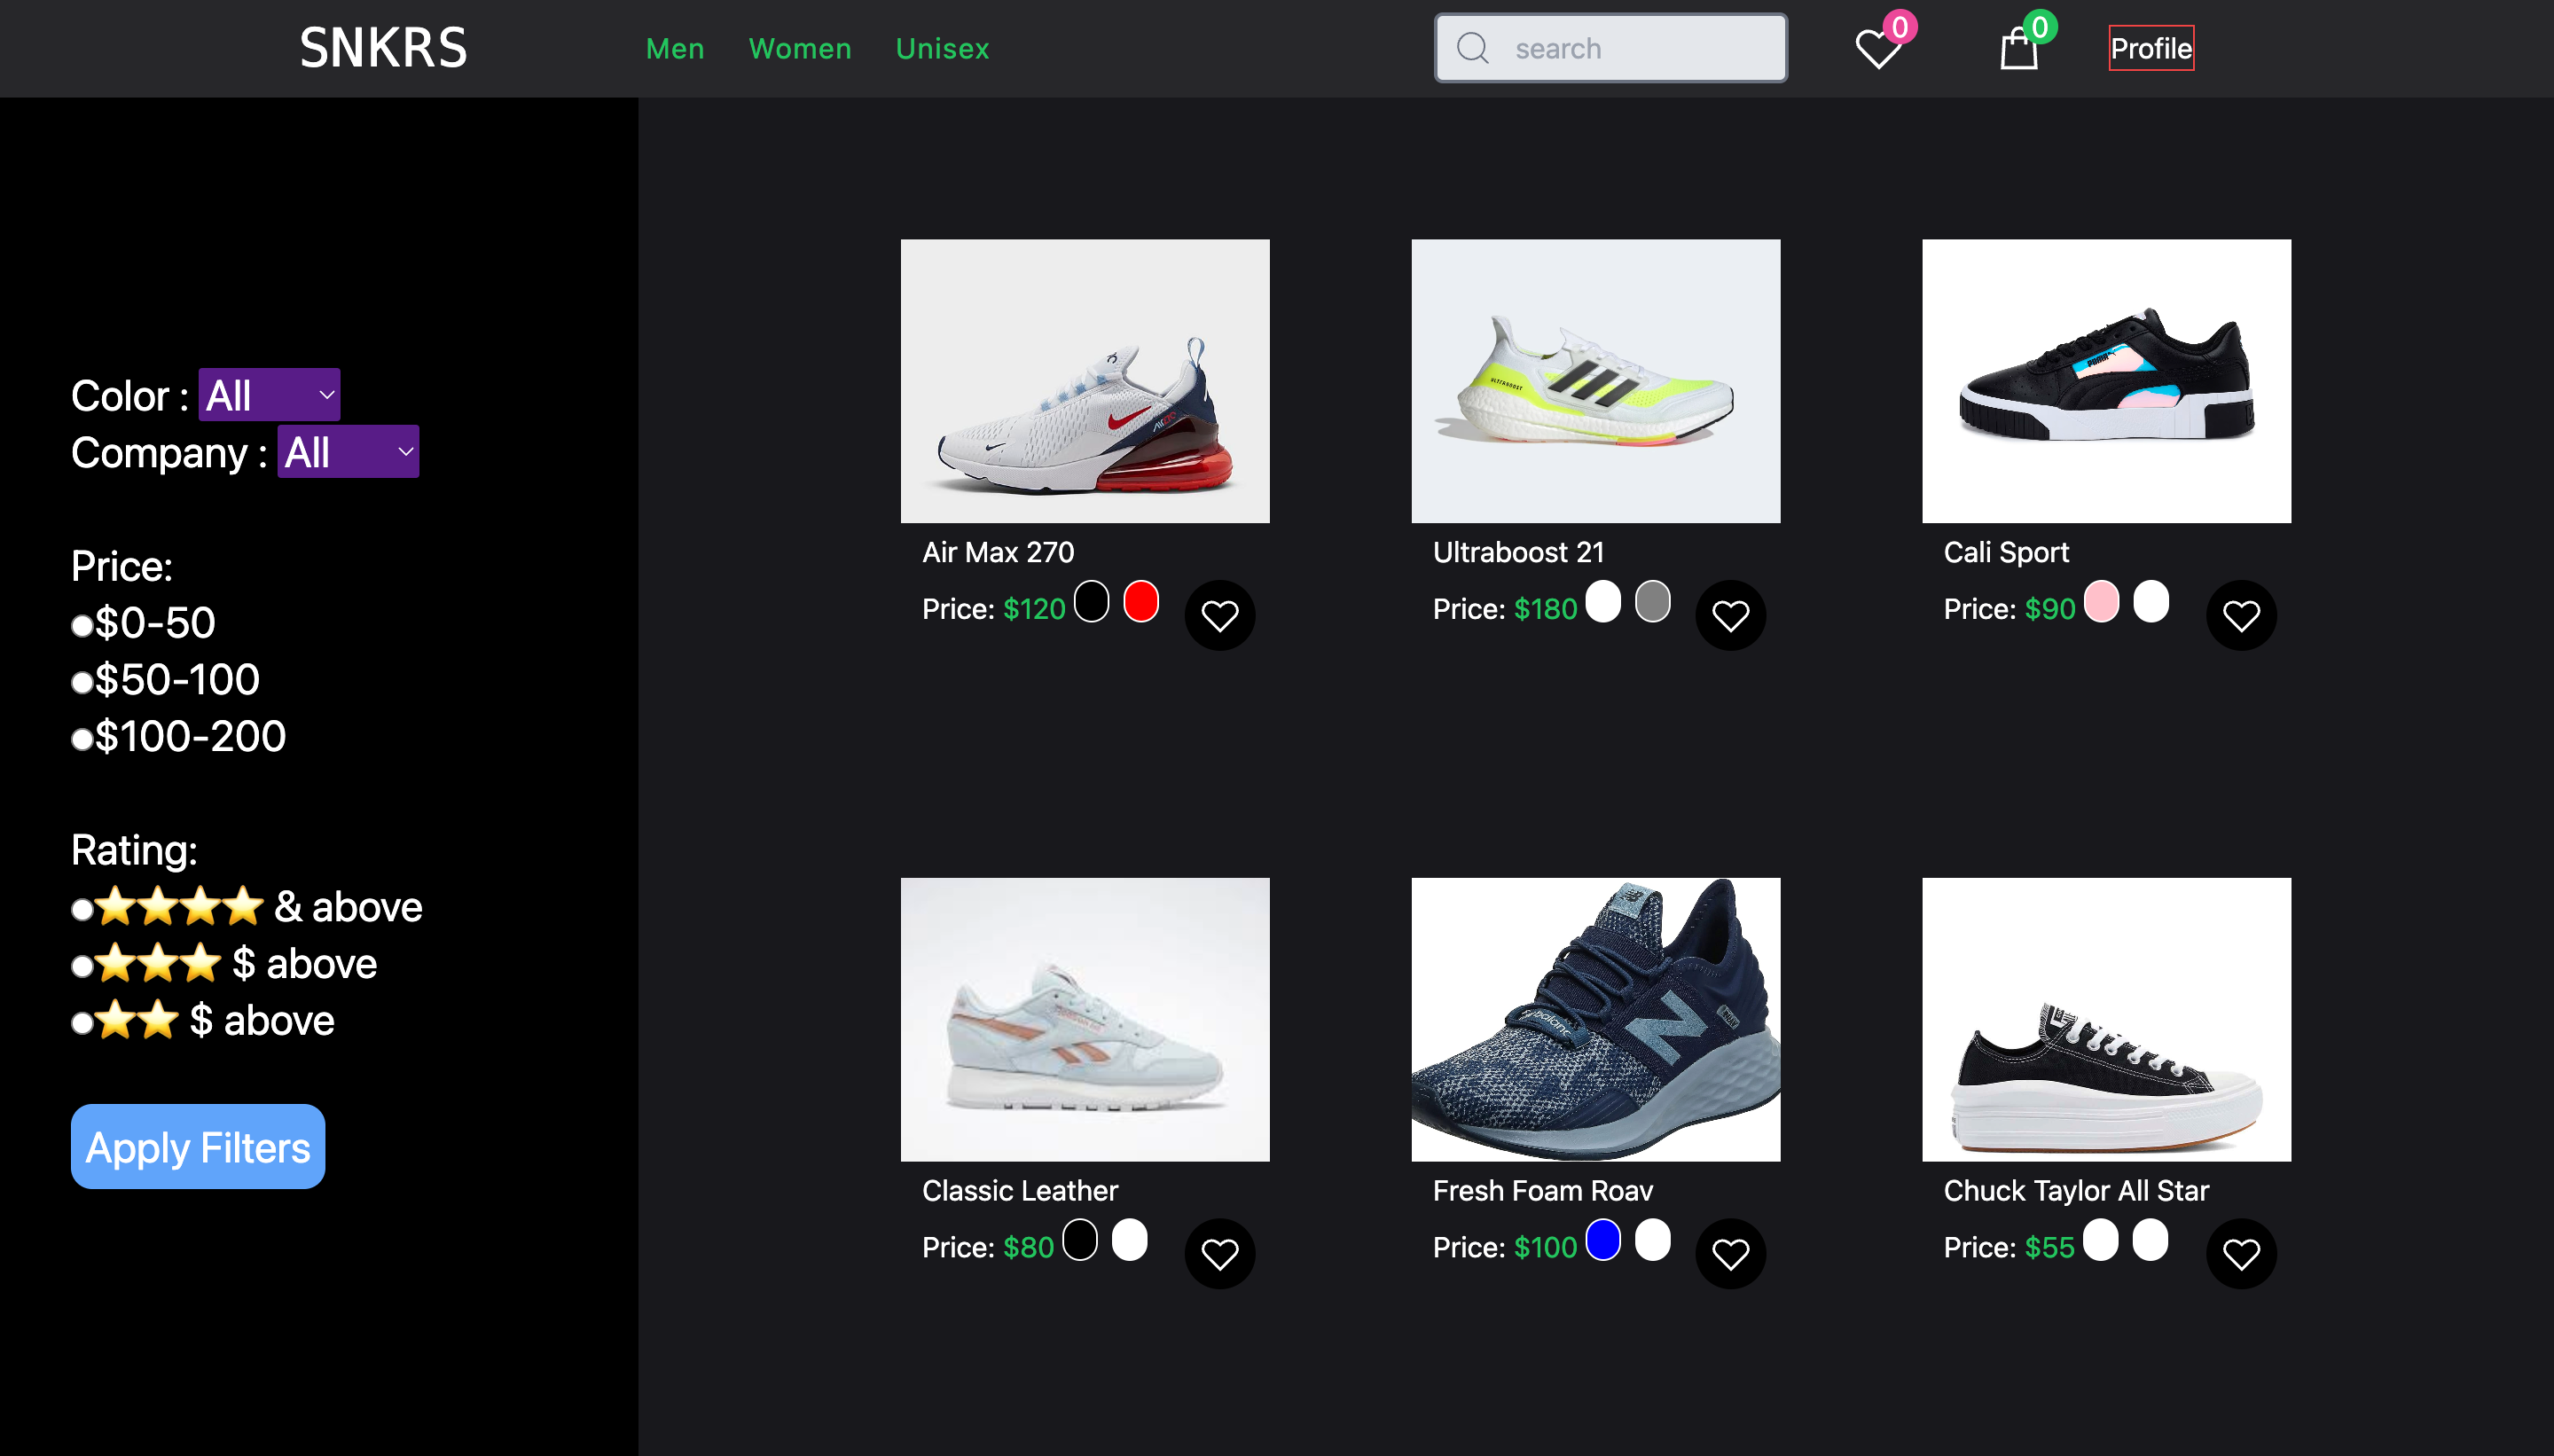 SNKRS
Men Women Unisex
search
0
0
Profile
Color : All
Company : All
Price:
$0-50
$50-100
$100-200
Rating:
⭐⭐⭐⭐ & above
⭐⭐⭐ $ above
⭐⭐ $ above
Apply Filters
ULTRABOOST
PUMA
Air Max 270
Price: $120
Ultraboost 21
Price: $180
Cali Sport
Price: $90
Classic Leather
Price: $80
Fresh Foam Roav
Price: $100
Chuck Taylor All Star
Price: $55